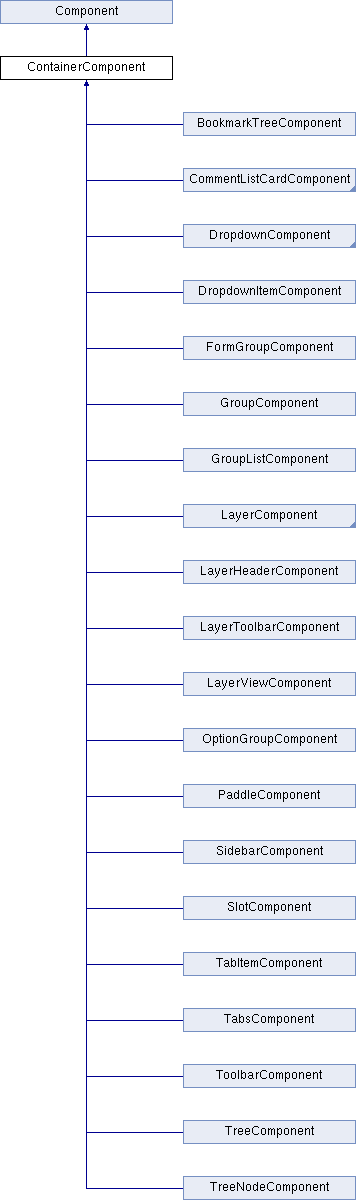 Component
ContainerComponent
BookmarkTreeComponent
CommentListCardComponent
DropdownComponent
DropdownItemComponent
FormGroupComponent
GroupComponent
GroupListComponent
LayerComponent
LayerHeaderComponent
LayerToolbarComponent
LayerViewComponent
OptionGroupComponent
PaddleComponent
SidebarComponent
SlotComponent
TabItemComponent
TabsComponent
ToolbarComponent
TreeComponent
TreeNodeComponent